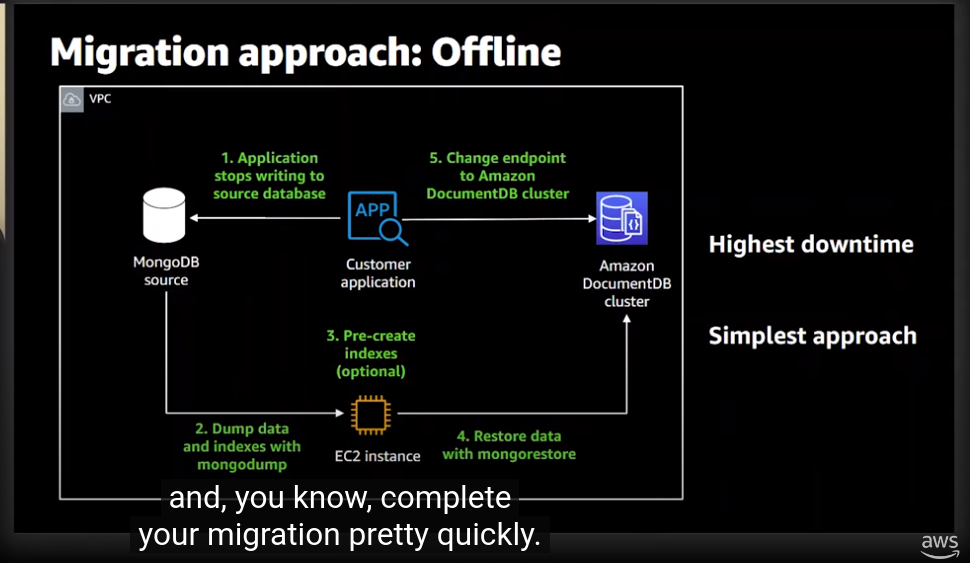 Migration approach: Offline
VPC
1. Application
stops writing to
source database
5. Change endpoint
to Amazon
DocumentDB cluster
APP
MongoDB
source
Customer
application
Amazon
DocumentDB
cluster
Highest downtime
Simplest approach
3. Pre-create
indexes
(optional)
2. Dump data
and indexes with
mongodump
EC2 instance
4. Restore data
with mongorestore
and, you know, complete
your migration pretty quickly.
aws